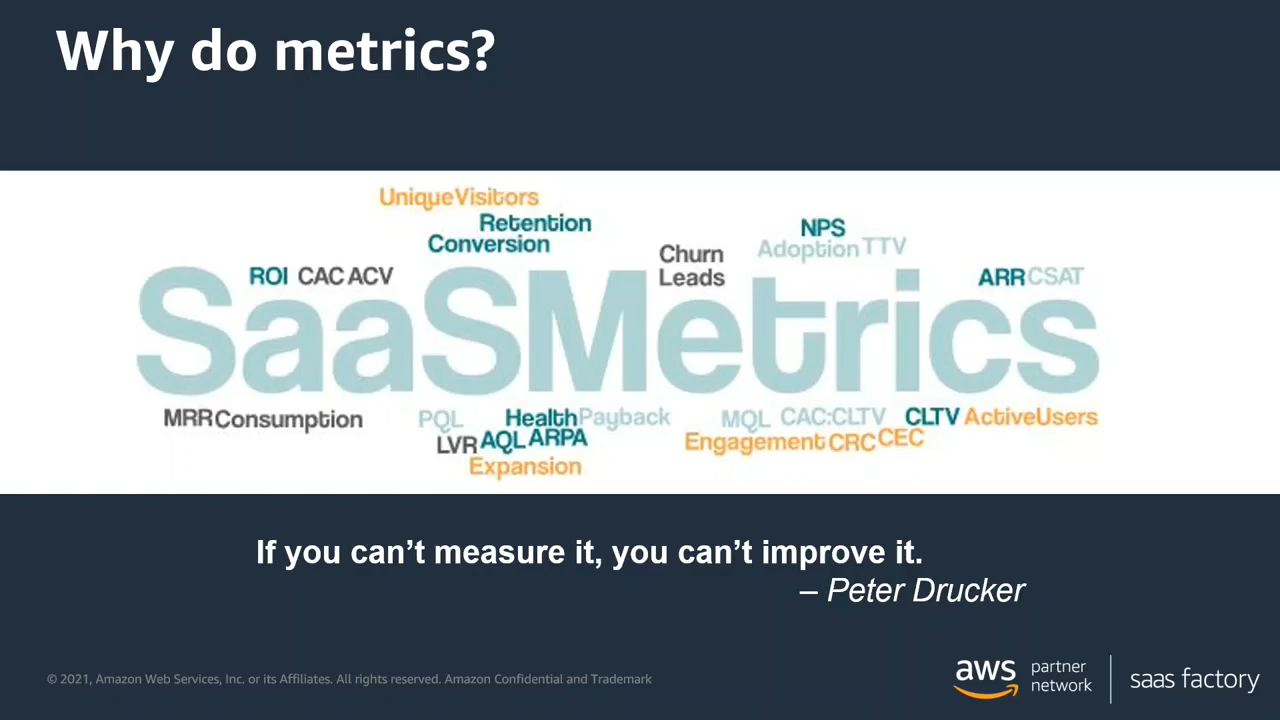 Why do metrics?
UniqueVisitors
Retention
Conversion
Churn
Leads
NPS
Adoption TTV
ROI CAC ACV
ARR CSAT
SaaSMetrics
MRR Consumption
PQL Health Payback
LVR AQL ARPA
Expansion
MQL CAC:CLTV CLTV ActiveUsers
Engagement CRC CEC
If you can’t measure it, you can’t improve it.
– Peter Drucker
© 2021, Amazon Web Services, Inc. or its Affiliates. All rights reserved. Amazon Confidential and Trademark
aws partner network | saas factory